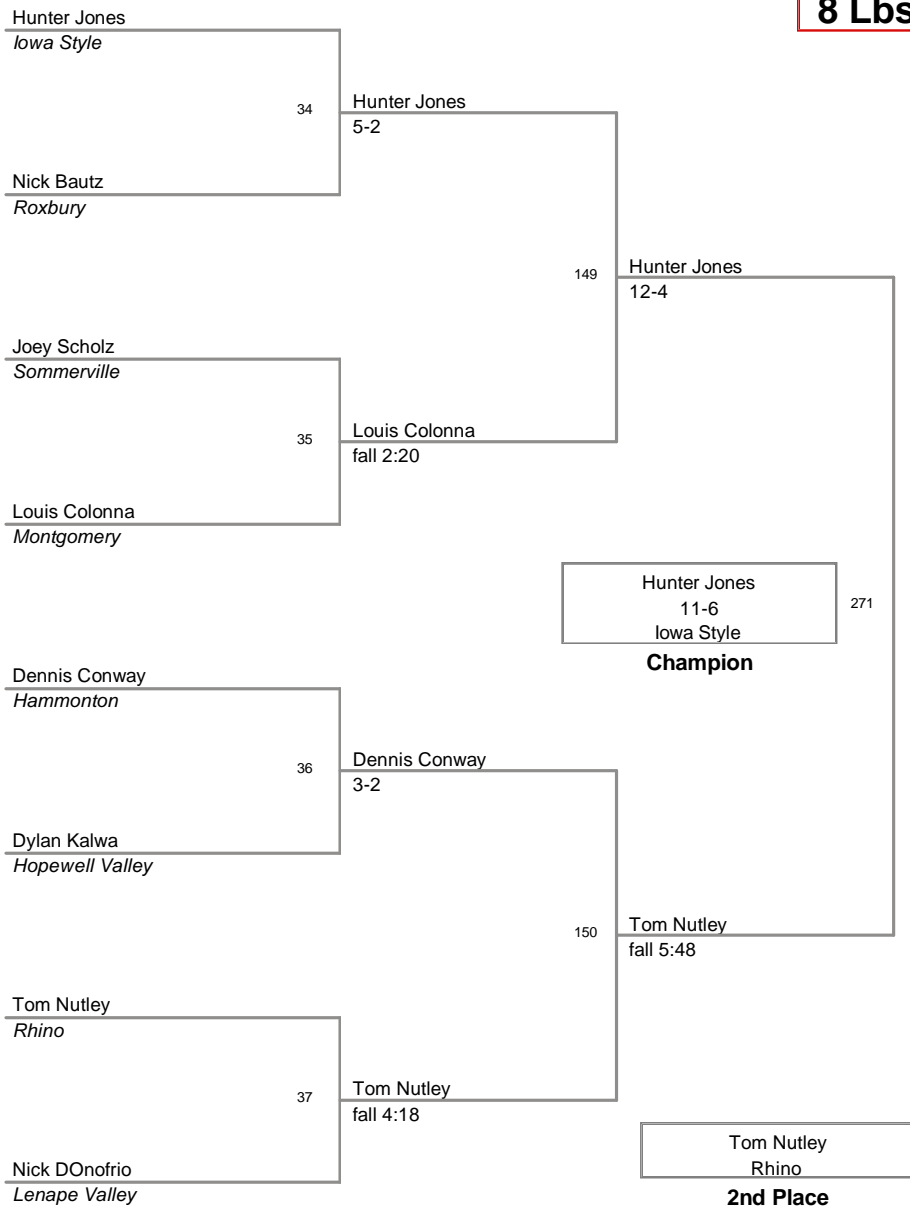 8 Lbs
Hunter Jones
Iowa Style
34
Hunter Jones
5-2
Nick Bautz
Roxbury
149
Hunter Jones
12-4
Joey Scholz
Sommerville
35
Louis Colonna
fall 2:20
Louis Colonna
Montgomery
Hunter Jones
11-6
Iowa Style
271
Champion
Dennis Conway
Hammonton
36
Dennis Conway
3-2
Dylan Kalwa
Hopewell Valley
150
Tom Nutley
fall 5:48
Tom Nutley
Rhino
37
Tom Nutley
fall 4:18
Nick DOnofrio
Lenape Valley
Tom Nutley
Rhino
2nd Place